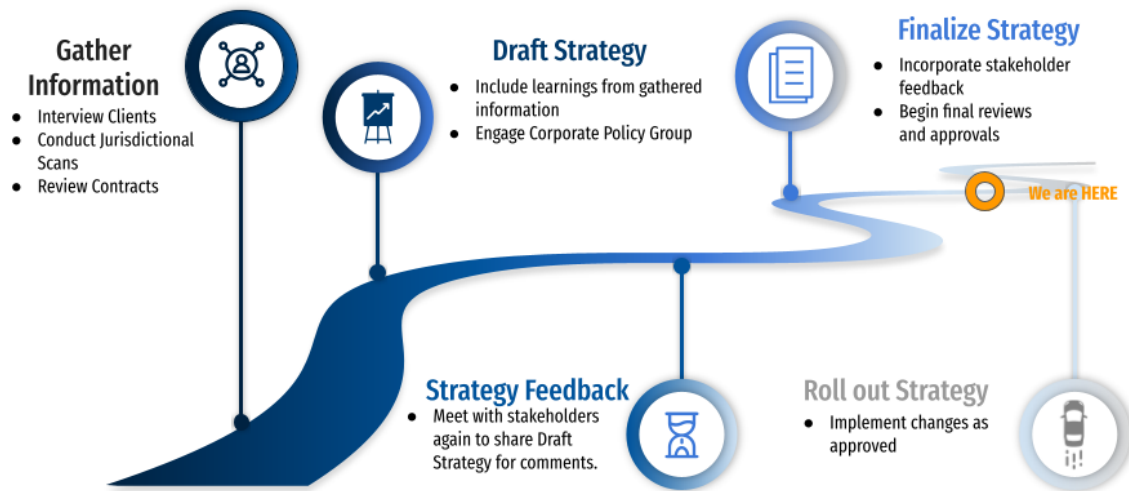 Gather
Information
● Interview Clients
● Conduct Jurisdictional
Scans
● Review Contracts
Draft Strategy
● Include learnings from gathered
information
● Engage Corporate Policy Group
Finalize Strategy
● Incorporate stakeholder
feedback
● Begin final reviews
and approvals
We are HERE
Strategy Feedback
● Meet with stakeholders
again to share Draft
Strategy for comments.
Roll out Strategy
● Implement changes as
approved